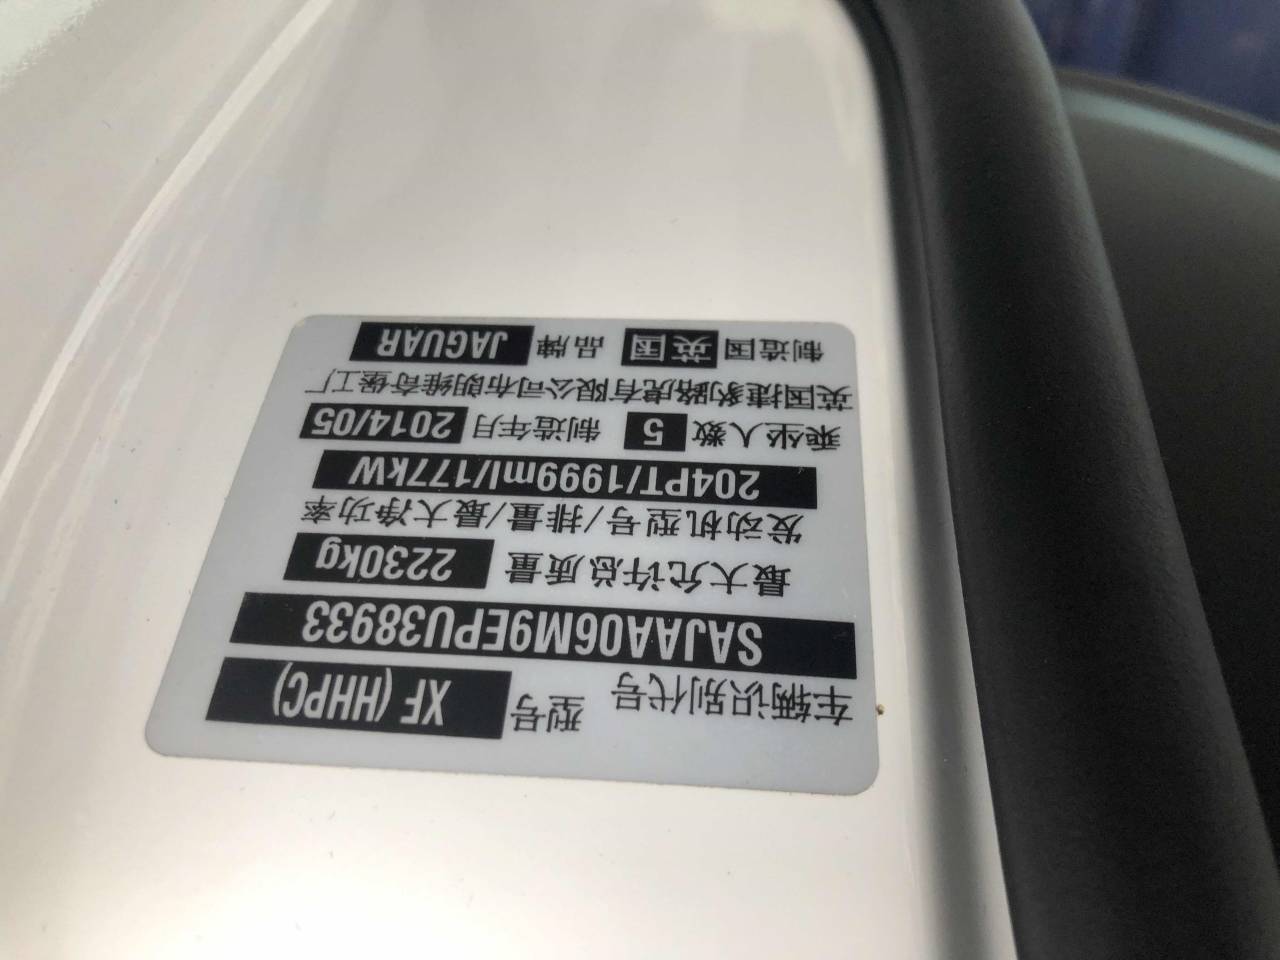 制造国 英国 品牌 JAGUAR
英国捷豹路虎有限公司布朗维奇堡工厂
乘坐人数 5 制造年月 2014/05
204PT/1999ml/177kW
发动机型号/排量/最大净功率
最大允许总质量 2230kg
SAJAA06M9EPU38933
车辆识别代号 型号 XF (HHPC)